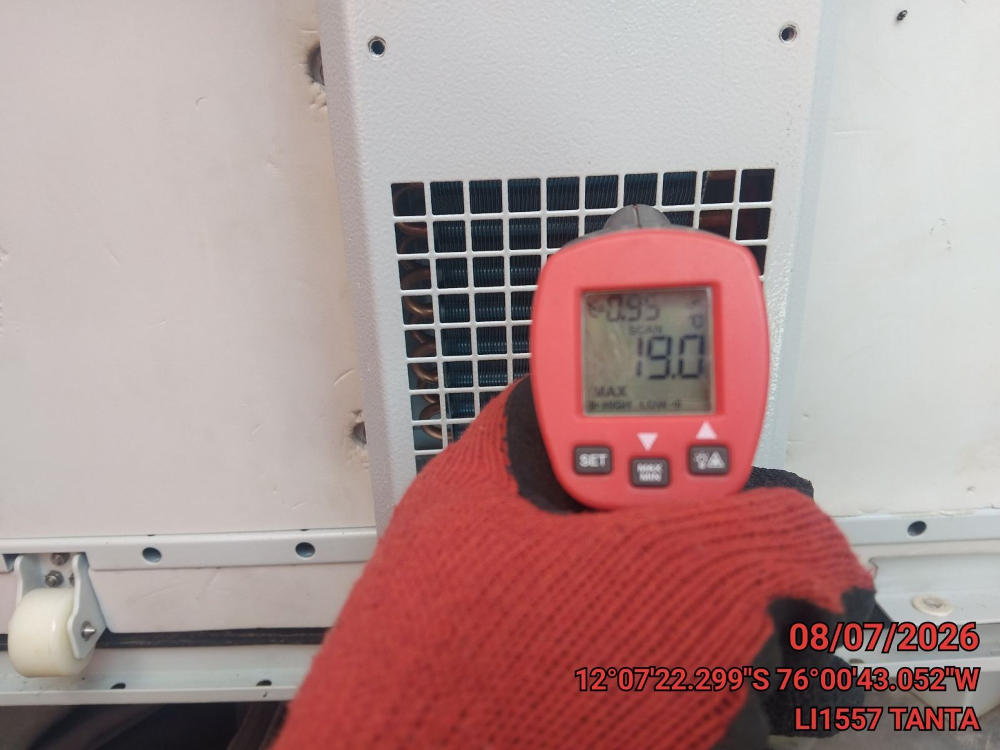 ε=0.95
°C
SCAN
19.0
MAX
HIGH LOW
SET
MAX
MIN
08/07/2026
12°07'22.299"S 76°00'43.052"W
LI1557 TANTA